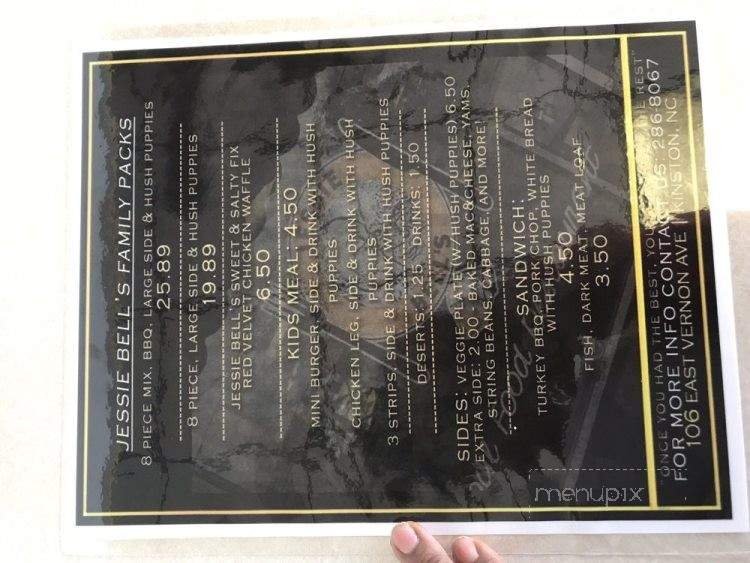 JESSIE BELL'S FAMILY PACKS
8 PIECE MIX, BBQ, LARGE SIDE & HUSH PUPPIES
25.89
8 PIECE, LARGE SIDE & HUSH PUPPIES
19.89
JESSIE BELL'S SWEET & SALTY FIX
RED VELVET CHICKEN WAFFLE
6.50
KIDS MEAL: 4.50
MINI BURGER, SIDE & DRINK WITH HUSH
PUPPIES
CHICKEN LEG, SIDE & DRINK WITH HUSH
PUPPIES
3 STRIPS, SIDE & DRINK WITH HUSH PUPPIES
DESERTS: 1.25 DRINKS: 1.50
SIDES: VEGGIE PLATE (W/HUSH PUPPIES) 6.50
EXTRA SIDE: 2.00 - BAKED MAC&CHEESE, YAMS,
STRING BEANS, CABBAGE, (AND MORE)
SANDWICH:
TURKEY BBQ, PORK CHOP, WHITE BREAD
WITH HUSH PUPPIES
4.50
FISH, DARK MEAT, MEAT LOAF
3.50
"ONCE YOU HAD THE BEST, REST"
FOR MORE INFO CONTACT US: 286-8067
106 EAST VERNON AVE KINSTON, NC
menupix